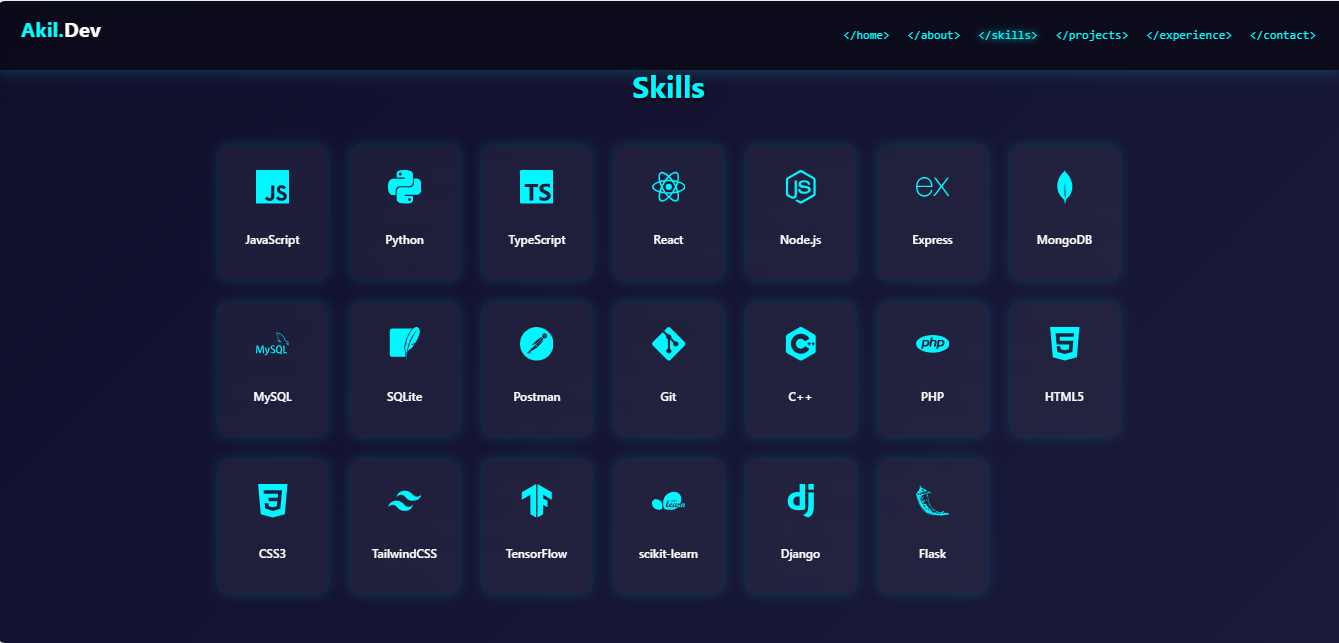 Akil.Dev
</home> </about> </skills> </projects> </experience> </contact>
Skills
JS TS JS ex
JavaScript Python TypeScript React Node.js Express MongoDB
MySQL C++ php 5
MySQL SQLite Postman Git C++ PHP HTML5
3 TF learn dj
CSS3 TailwindCSS TensorFlow scikit-learn Django Flask